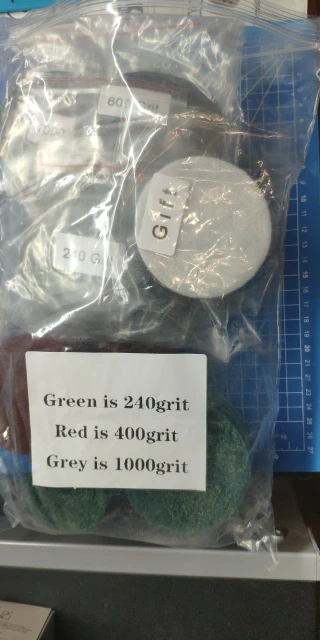 Gift
240 Grit
Green is 240grit
Red is 400grit
Grey is 1000grit